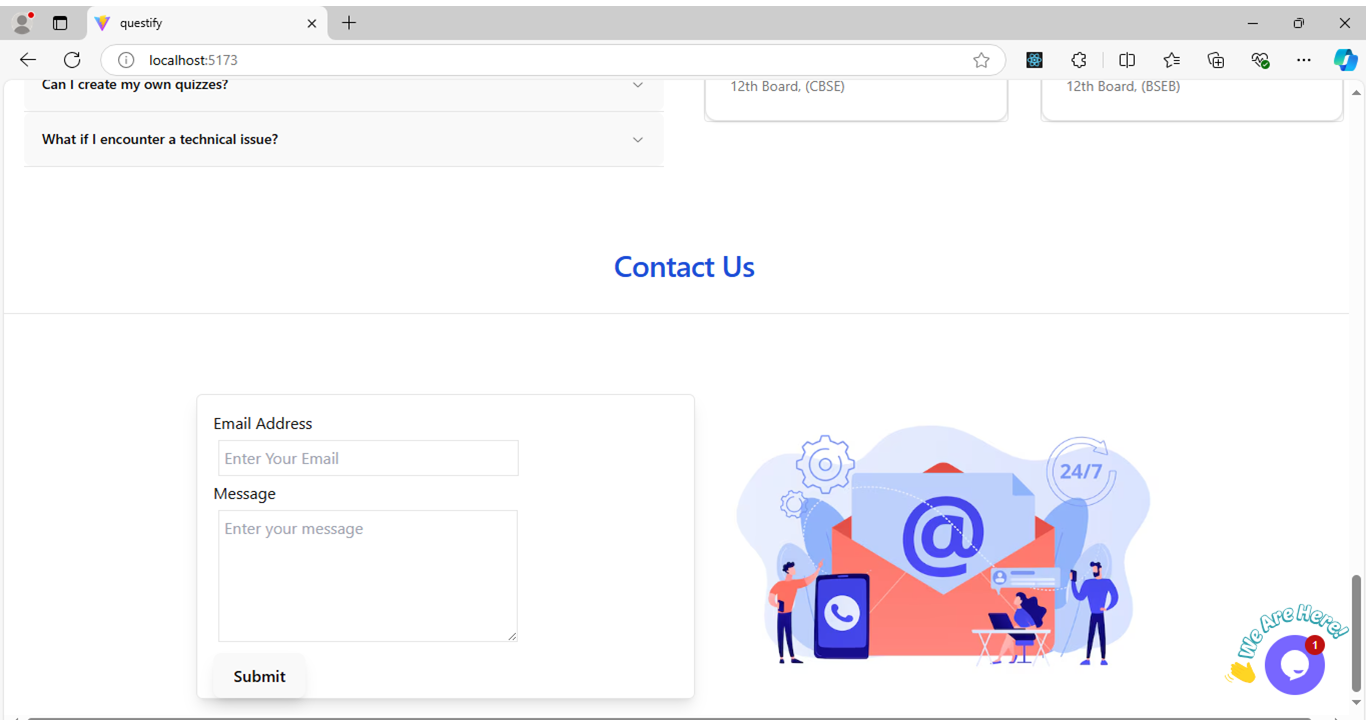 questify
localhost:5173
Can I create my own quizzes?
12th Board, (CBSE)
12th Board, (BSEB)
What if I encounter a technical issue?
Contact Us
Email Address
Enter Your Email
Message
Enter your message
Submit
24/7
@
We Are Here!
1